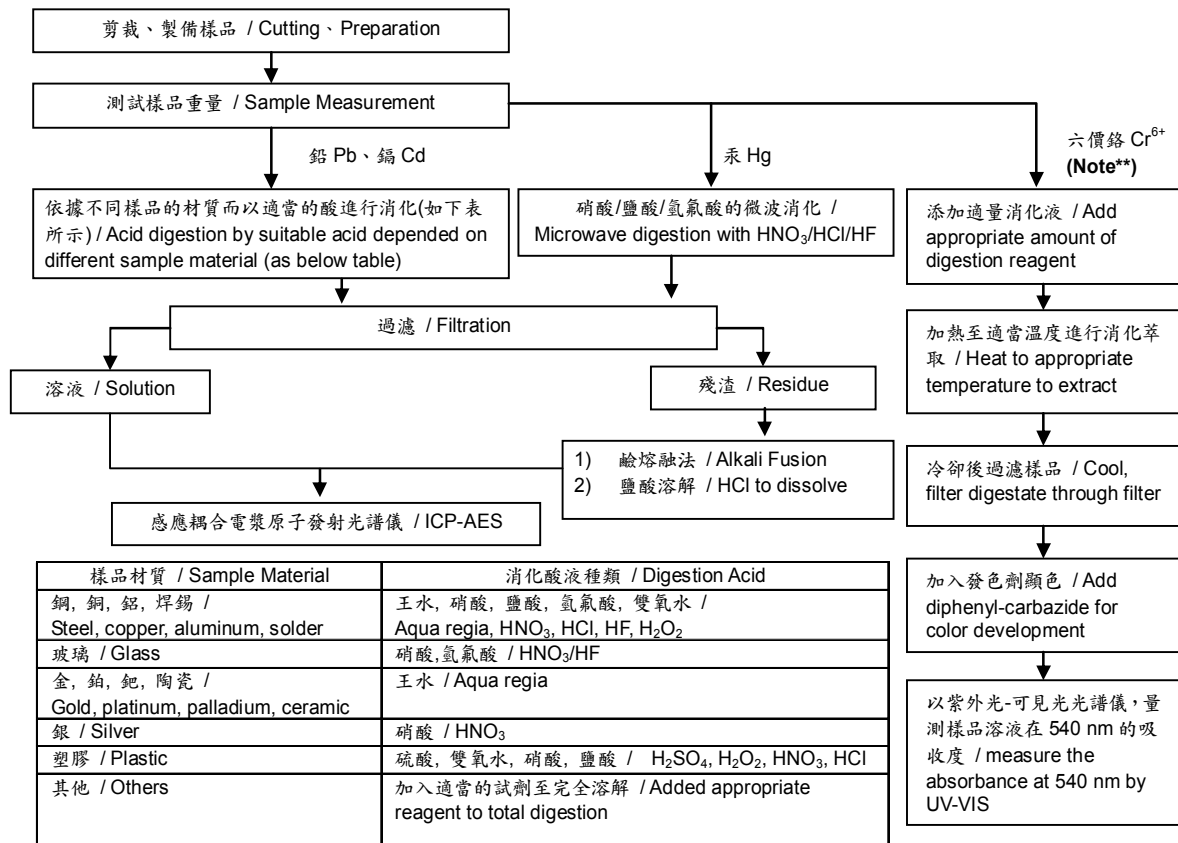 剪裁、製備樣品 / Cutting、Preparation
測試樣品重量 / Sample Measurement
鉛 Pb、鎘 Cd
汞 Hg
六價鉻 Cr6+
(Note**)
依據不同樣品的材質而以適當的酸進行消化(如下表
所示) / Acid digestion by suitable acid depended on
different sample material (as below table)
硝酸/鹽酸/氫氟酸的微波消化 /
Microwave digestion with HNO3/HCl/HF
添加適量消化液 / Add
appropriate amount of
digestion reagent
過濾 / Filtration
加熱至適當溫度進行消化萃
取 / Heat to appropriate
temperature to extract
溶液 / Solution
殘渣 / Residue
1) 鹼熔融法 / Alkali Fusion
2) 鹽酸溶解 / HCl to dissolve
冷卻後過濾樣品 / Cool,
filter digestate through filter
感應耦合電漿原子發射光譜儀 / ICP-AES
加入發色劑顯色 / Add
diphenyl-carbazide for
color development
以紫外光-可見光光譜儀，量
測樣品溶液在 540 nm 的吸
收度 / measure the
absorbance at 540 nm by
UV-VIS
樣品材質 / Sample Material
消化酸液種類 / Digestion Acid
鋼, 銅, 鋁, 焊錫 /
Steel, copper, aluminum, solder
王水, 硝酸, 鹽酸, 氫氟酸, 雙氧水 /
Aqua regia, HNO3, HCl, HF, H2O2
玻璃 / Glass
硝酸,氫氟酸 / HNO3/HF
金, 鉑, 鈀, 陶瓷 /
Gold, platinum, palladium, ceramic
王水 / Aqua regia
銀 / Silver
硝酸 / HNO3
塑膠 / Plastic
硫酸, 雙氧水, 硝酸, 鹽酸 / H2SO4, H2O2, HNO3, HCl
其他 / Others
加入適當的試劑至完全溶解 / Added appropriate
reagent to total digestion